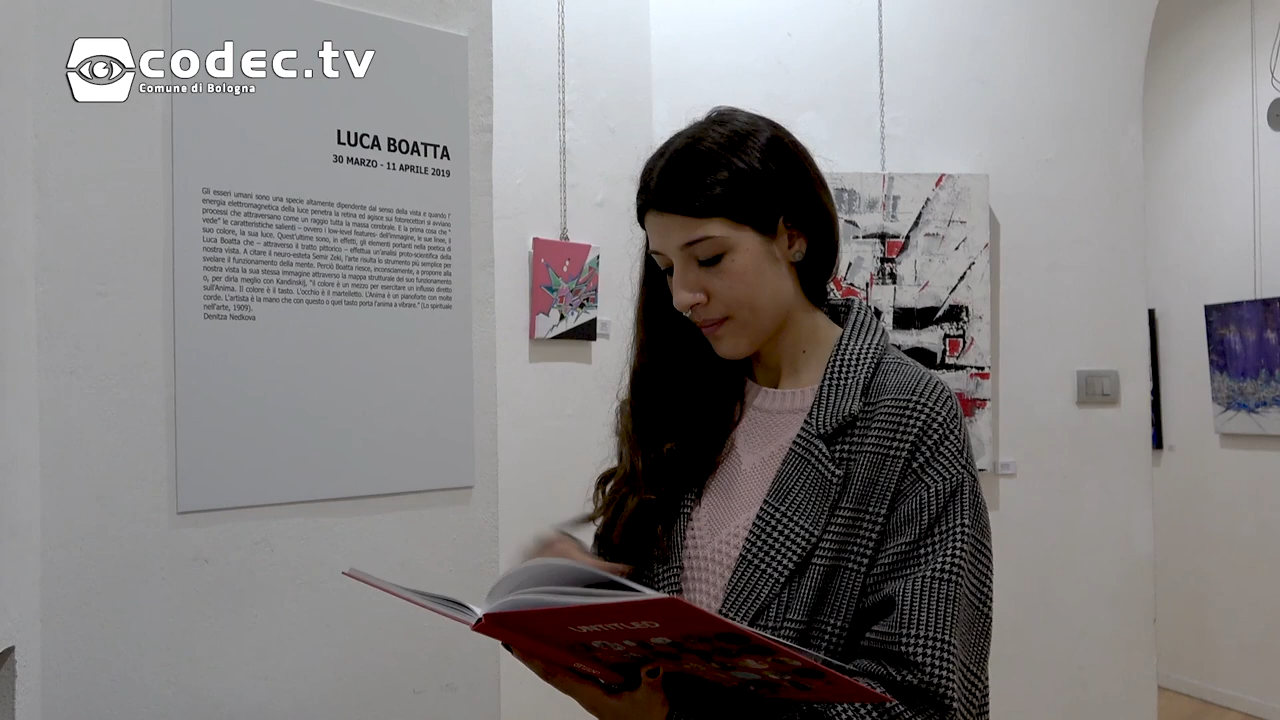 codec.tv
Comune di Bologna
LUCA BOATTA
30 MARZO - 11 APRILE 2019
Gli esseri umani sono una specie altamente dipendente dal senso della vista e quando l'
energia elettromagnetica della luce penetra la retina ed agisce sui fotorecettori si avviano
processi che attraversano come un raggio tutta la massa cerebrale. E la prima cosa che "
vede" le caratteristiche salienti – ovvero i low-level features- dell'immagine, le sue linee, il
suo colore, la sua luce. Quest'ultime sono, in effetti, gli elementi portanti nella poetica di
Luca Boatta che – attraverso il tratto pittorico – effettua un'analisi proto-scientifica della
nostra vista. A citare il neuro-esteta Semir Zeki, l'arte risulta lo strumento più semplice per
svelare il funzionamento della mente. Perciò Boatta riesce, inconsciamente, a proporre alla
nostra vista la sua stessa immagine attraverso la mappa strutturale del suo funzionamento
o, per dirla meglio con Kandinskij, "il colore è un mezzo per esercitare un influsso diretto
sull'Anima. Il colore è il tasto. L'occhio è il martelletto. L'Anima è un pianoforte con molte
corde. L'artista è la mano che con questo o quel tasto porta l'anima a vibrare." (Lo spirituale
nell'arte, 1909).
Denitza Nedkova
UNTITLED